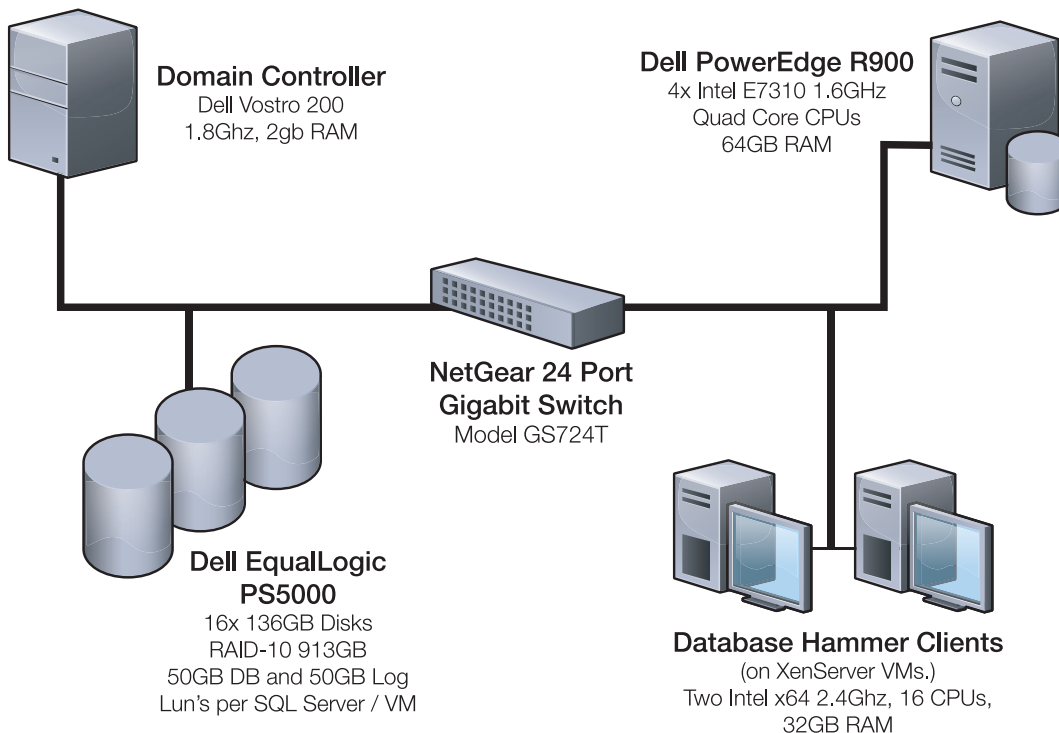 Domain Controller
Dell Vostro 200
1.8Ghz, 2gb RAM
Dell PowerEdge R900
4x Intel E7310 1.6GHz
Quad Core CPUs
64GB RAM
NetGear 24 Port
Gigabit Switch
Model GS724T
Dell EqualLogic
PS5000
16x 136GB Disks
RAID-10 913GB
50GB DB and 50GB Log
Lun's per SQL Server / VM
Database Hammer Clients
(on XenServer VMs.)
Two Intel x64 2.4Ghz, 16 CPUs,
32GB RAM